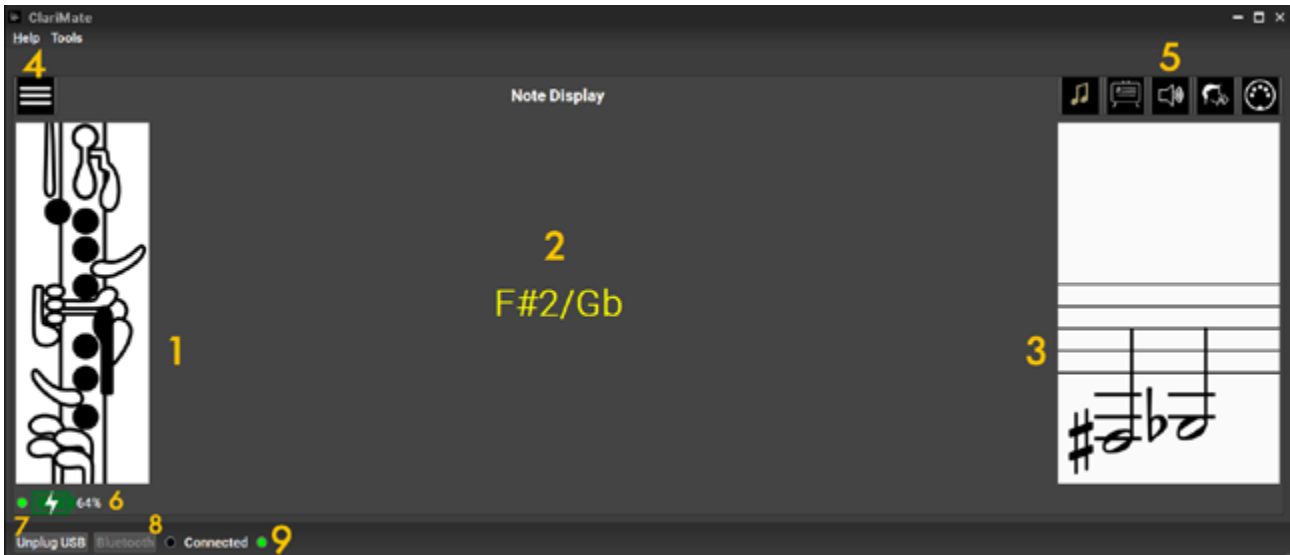 ClariMate
Help Tools
4
5
Note Display
2
F#2/Gb
1
3
64% 6
7
8
Unplug USB Bluetooth Connected 9